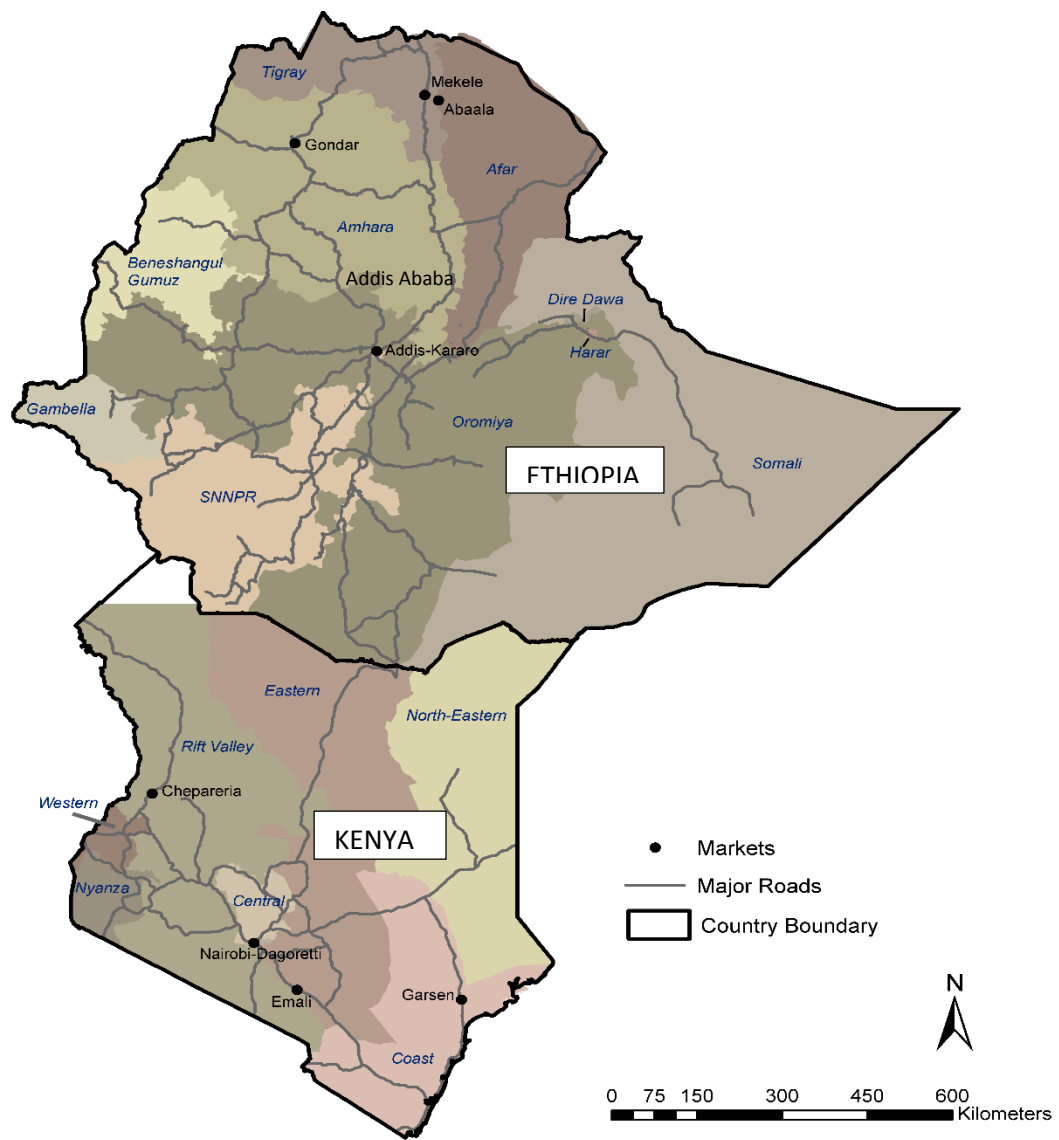 Tigray
Mekele
Abaala
Gondar
Afar
Amhara
Beneshangul
Gumuz
Addis Ababa
Dire Dawa
Addis-Kararo
Harar
Gambella
Oromiya
ETHIOPIA
Somali
SNNPR
Eastern
North-Eastern
Rift Valley
Chepareria
Western
KENYA
Markets
Nyanza
Major Roads
Central
Country Boundary
Nairobi-Dagoretti
Emali
Garsen
N
Coast
0 75 150 300 450 600
Kilometers